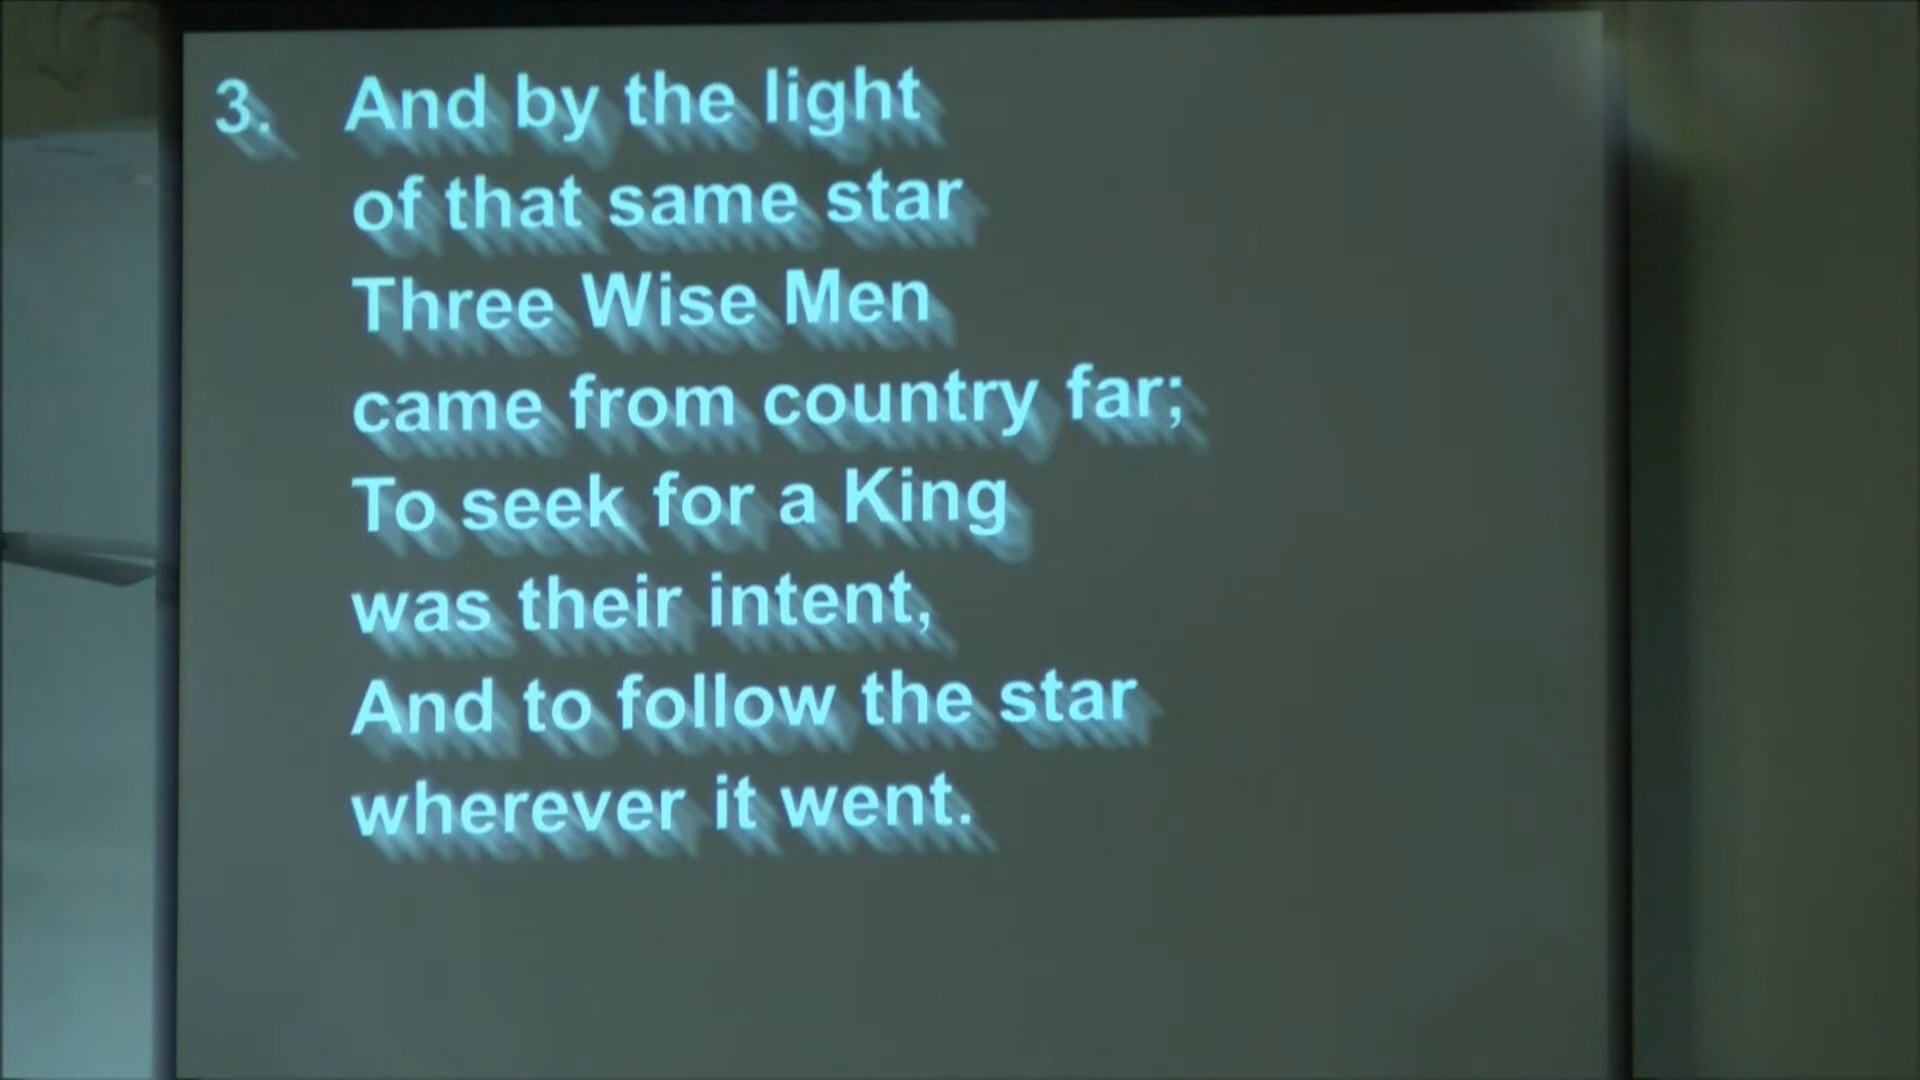 3. And by the light
of that same star
Three Wise Men
came from country far;
To seek for a King
was their intent,
And to follow the star
wherever it went.